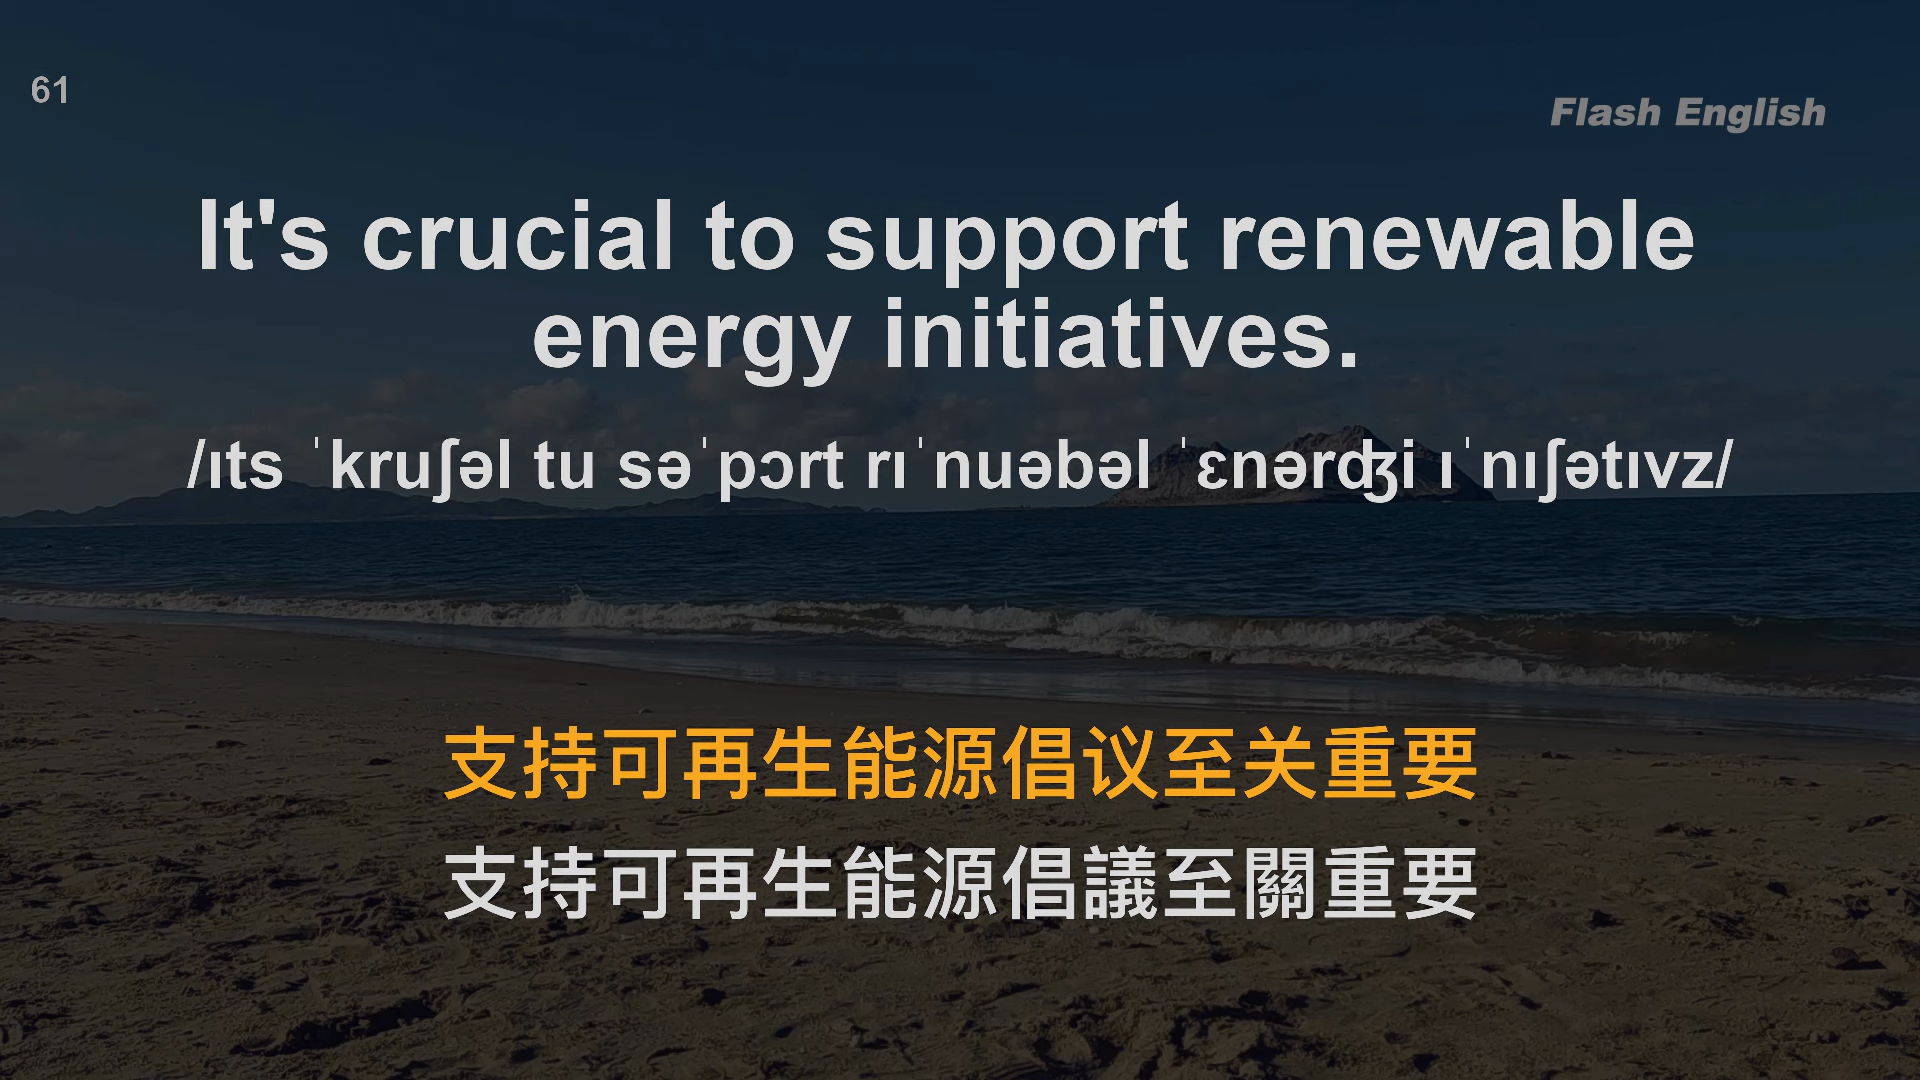 61
Flash English
It's crucial to support renewable
energy initiatives.
/ɪts ˈkruʃəl tu səˈpɔrt rɪˈnuəbəl ˈɛnərʤi ɪˈnɪʃətɪvz/
支持可再生能源倡议至关重要
支持可再生能源倡議至關重要